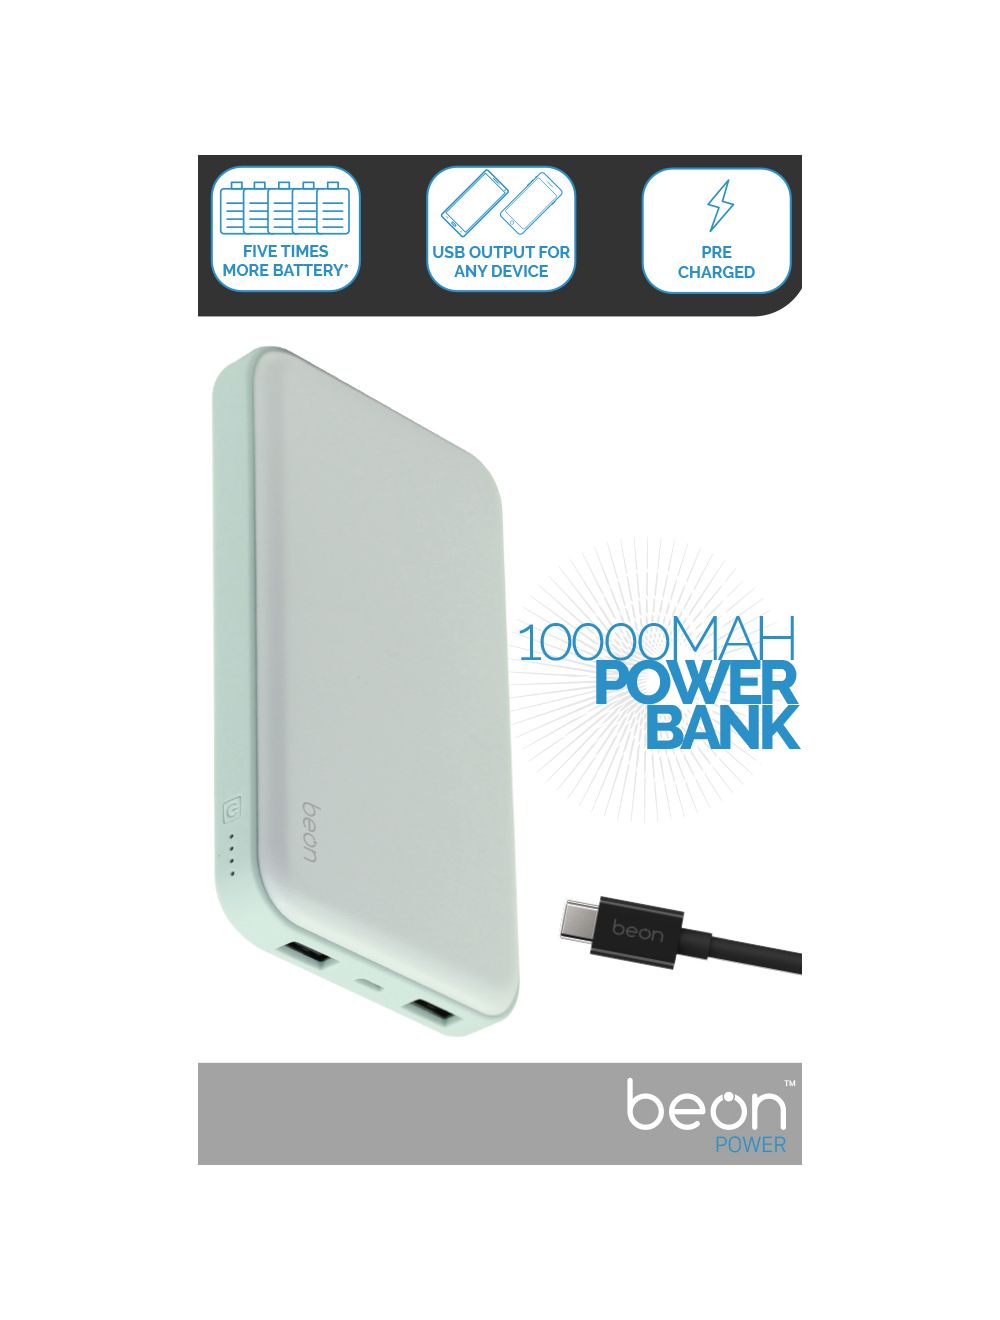 FIVE TIMES
MORE BATTERY*
USB OUTPUT FOR
ANY DEVICE
PRE
CHARGED
10000MAH
POWER
BANK
beon
beon
beon™
POWER